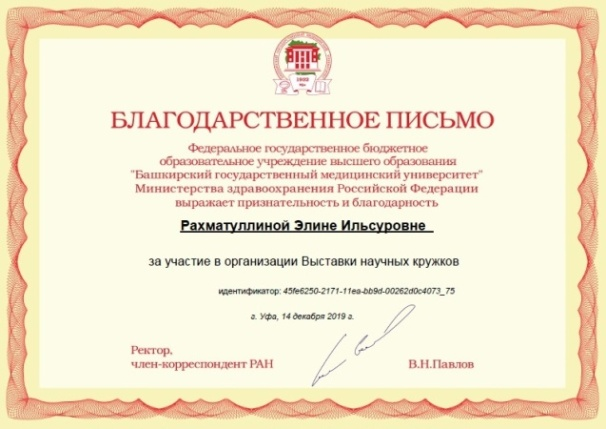 БЛАГОДАРСТВЕННОЕ ПИСЬМО
Федеральное государственное бюджетное
образовательное учреждение высшего образования
"Башкирский государственный медицинский университет"
Министерства здравоохранения Российской Федерации
выражает признательность и благодарность
Рахматуллиной Элине Ильсуровне
за участие в организации Выставки научных кружков
идентификатор: 45fe6250-2171-11ea-bb9d-00262d0c4073_75
г. Уфа, 14 декабря 2019 г.
Ректор,
член-корреспондент РАН В.Н.Павлов